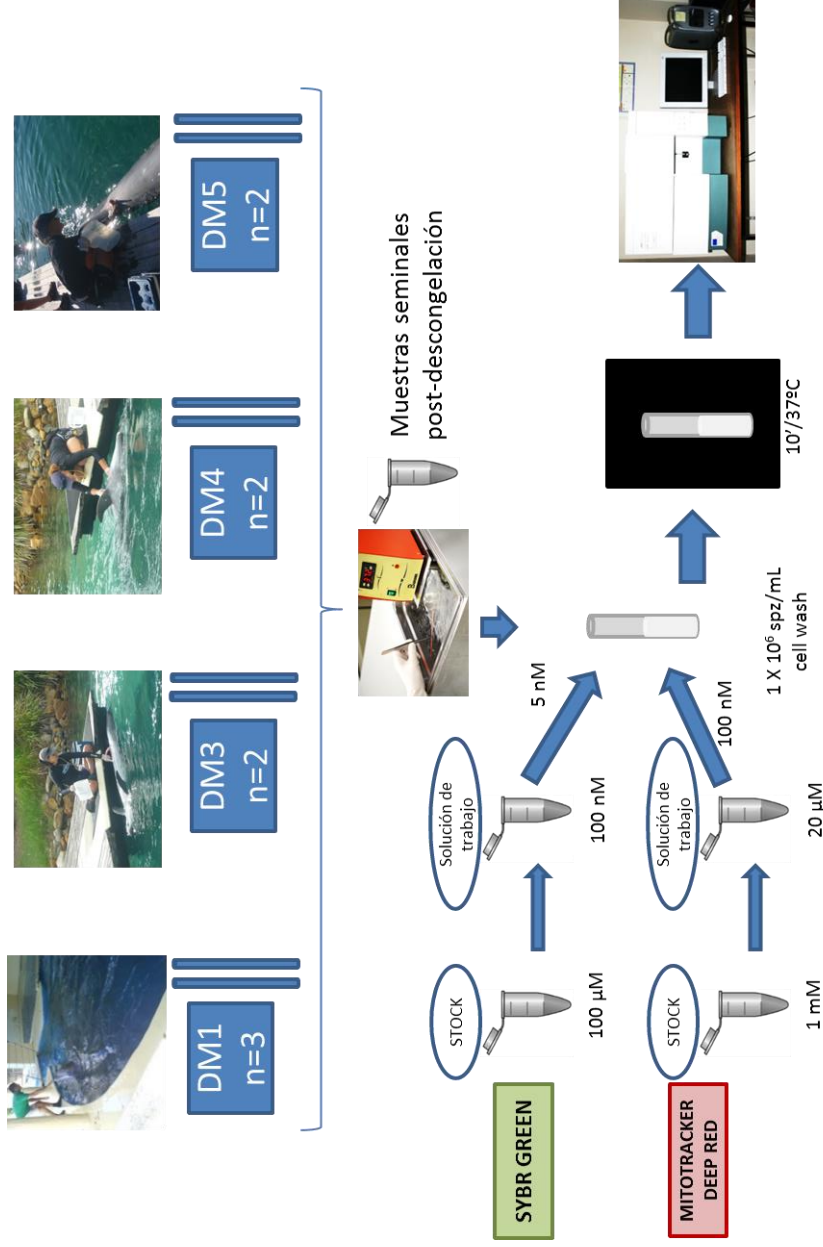 DM1
n=3
DM3
n=2
DM4
n=2
DM5
n=2
Muestras seminales
post-descongelación
SYBR GREEN
STOCK
100 µM
Solución de
trabajo
100 nM
5 nM
MITOTRACKER
DEEP RED
STOCK
1 mM
Solución de
trabajo
20 µM
100 nM
1 X 10⁶ spz/mL
cell wash
10’/37ºC